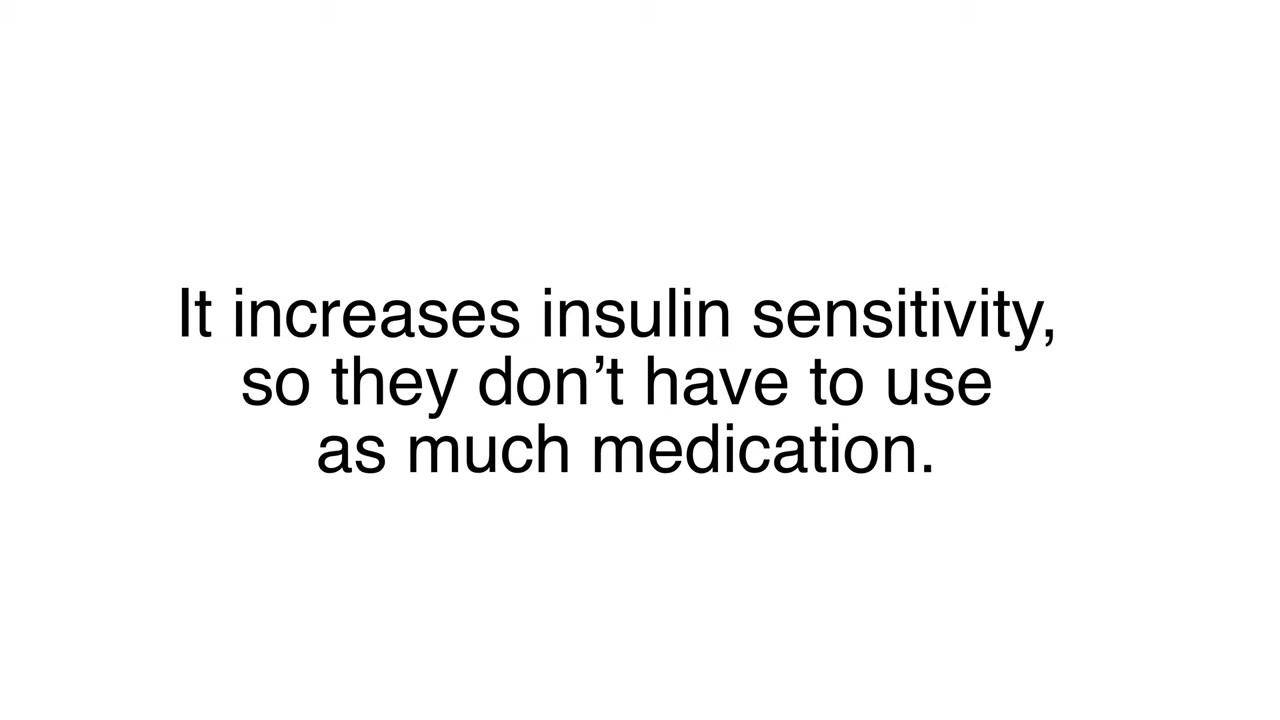 It increases insulin sensitivity,
so they don’t have to use
as much medication.